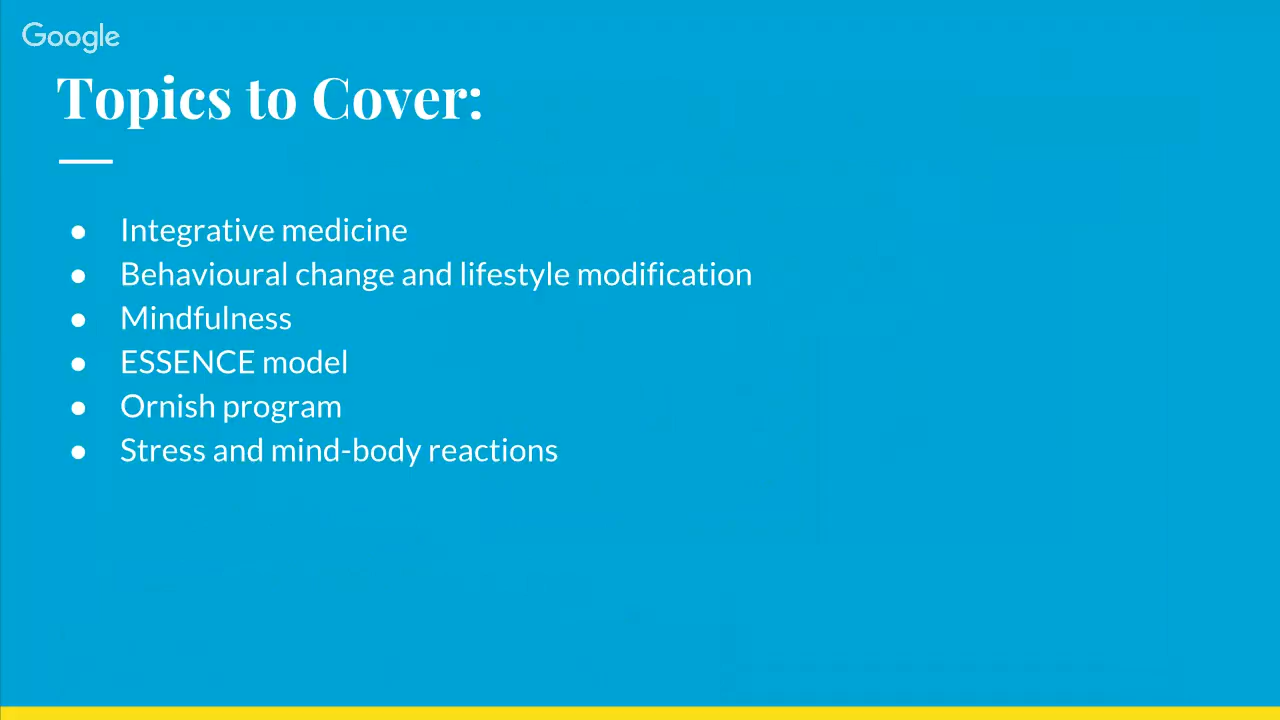 Google
Topics to Cover:
● Integrative medicine
● Behavioural change and lifestyle modification
● Mindfulness
● ESSENCE model
● Ornish program
● Stress and mind-body reactions